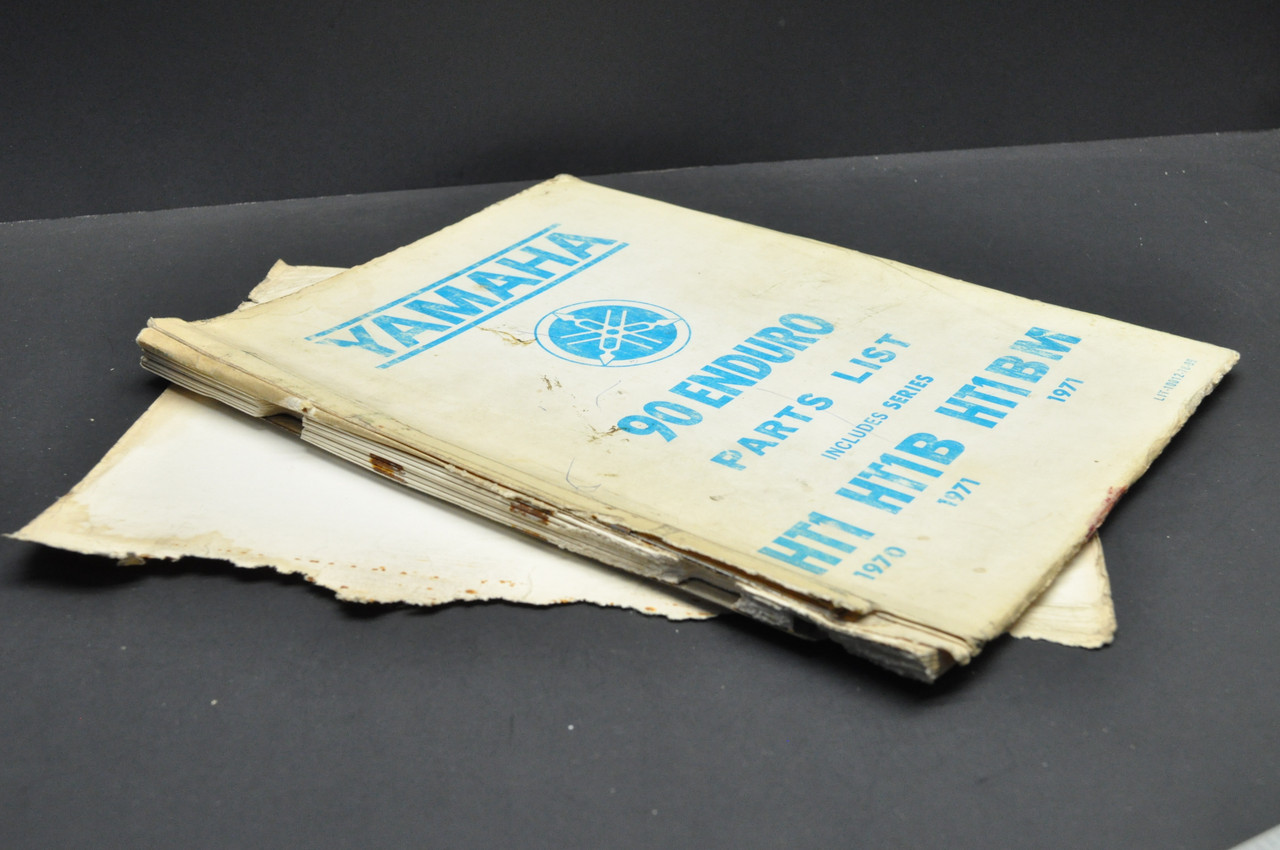 YAMAHA
90 ENDURO
PARTS LIST
INCLUDES SERIES
HT1 HT1B HT1BM
1970 1971 1971